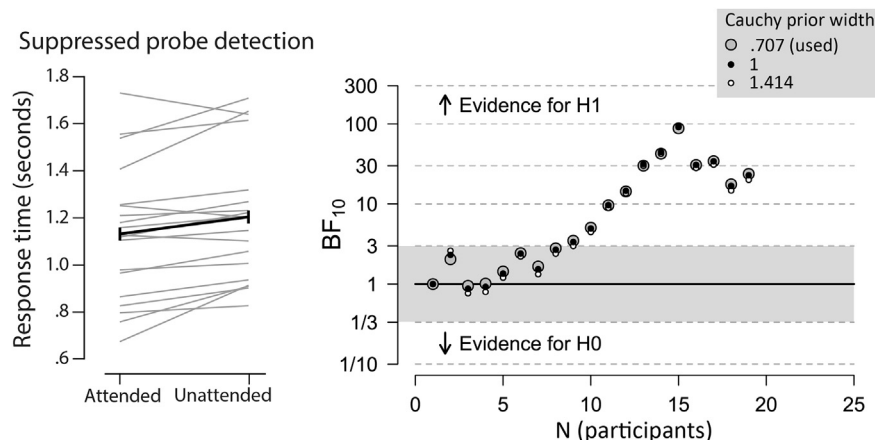 Suppressed probe detection
Response time (seconds)
1.8
1.6
1.4
1.2
1.0
.8
.6
Attended
Unattended
Cauchy prior width
.707 (used)
1
1.414
BF10
300
100
30
10
3
1
1/3
1/10
↑ Evidence for H1
↓ Evidence for H0
0 5 10 15 20 25
N (participants)